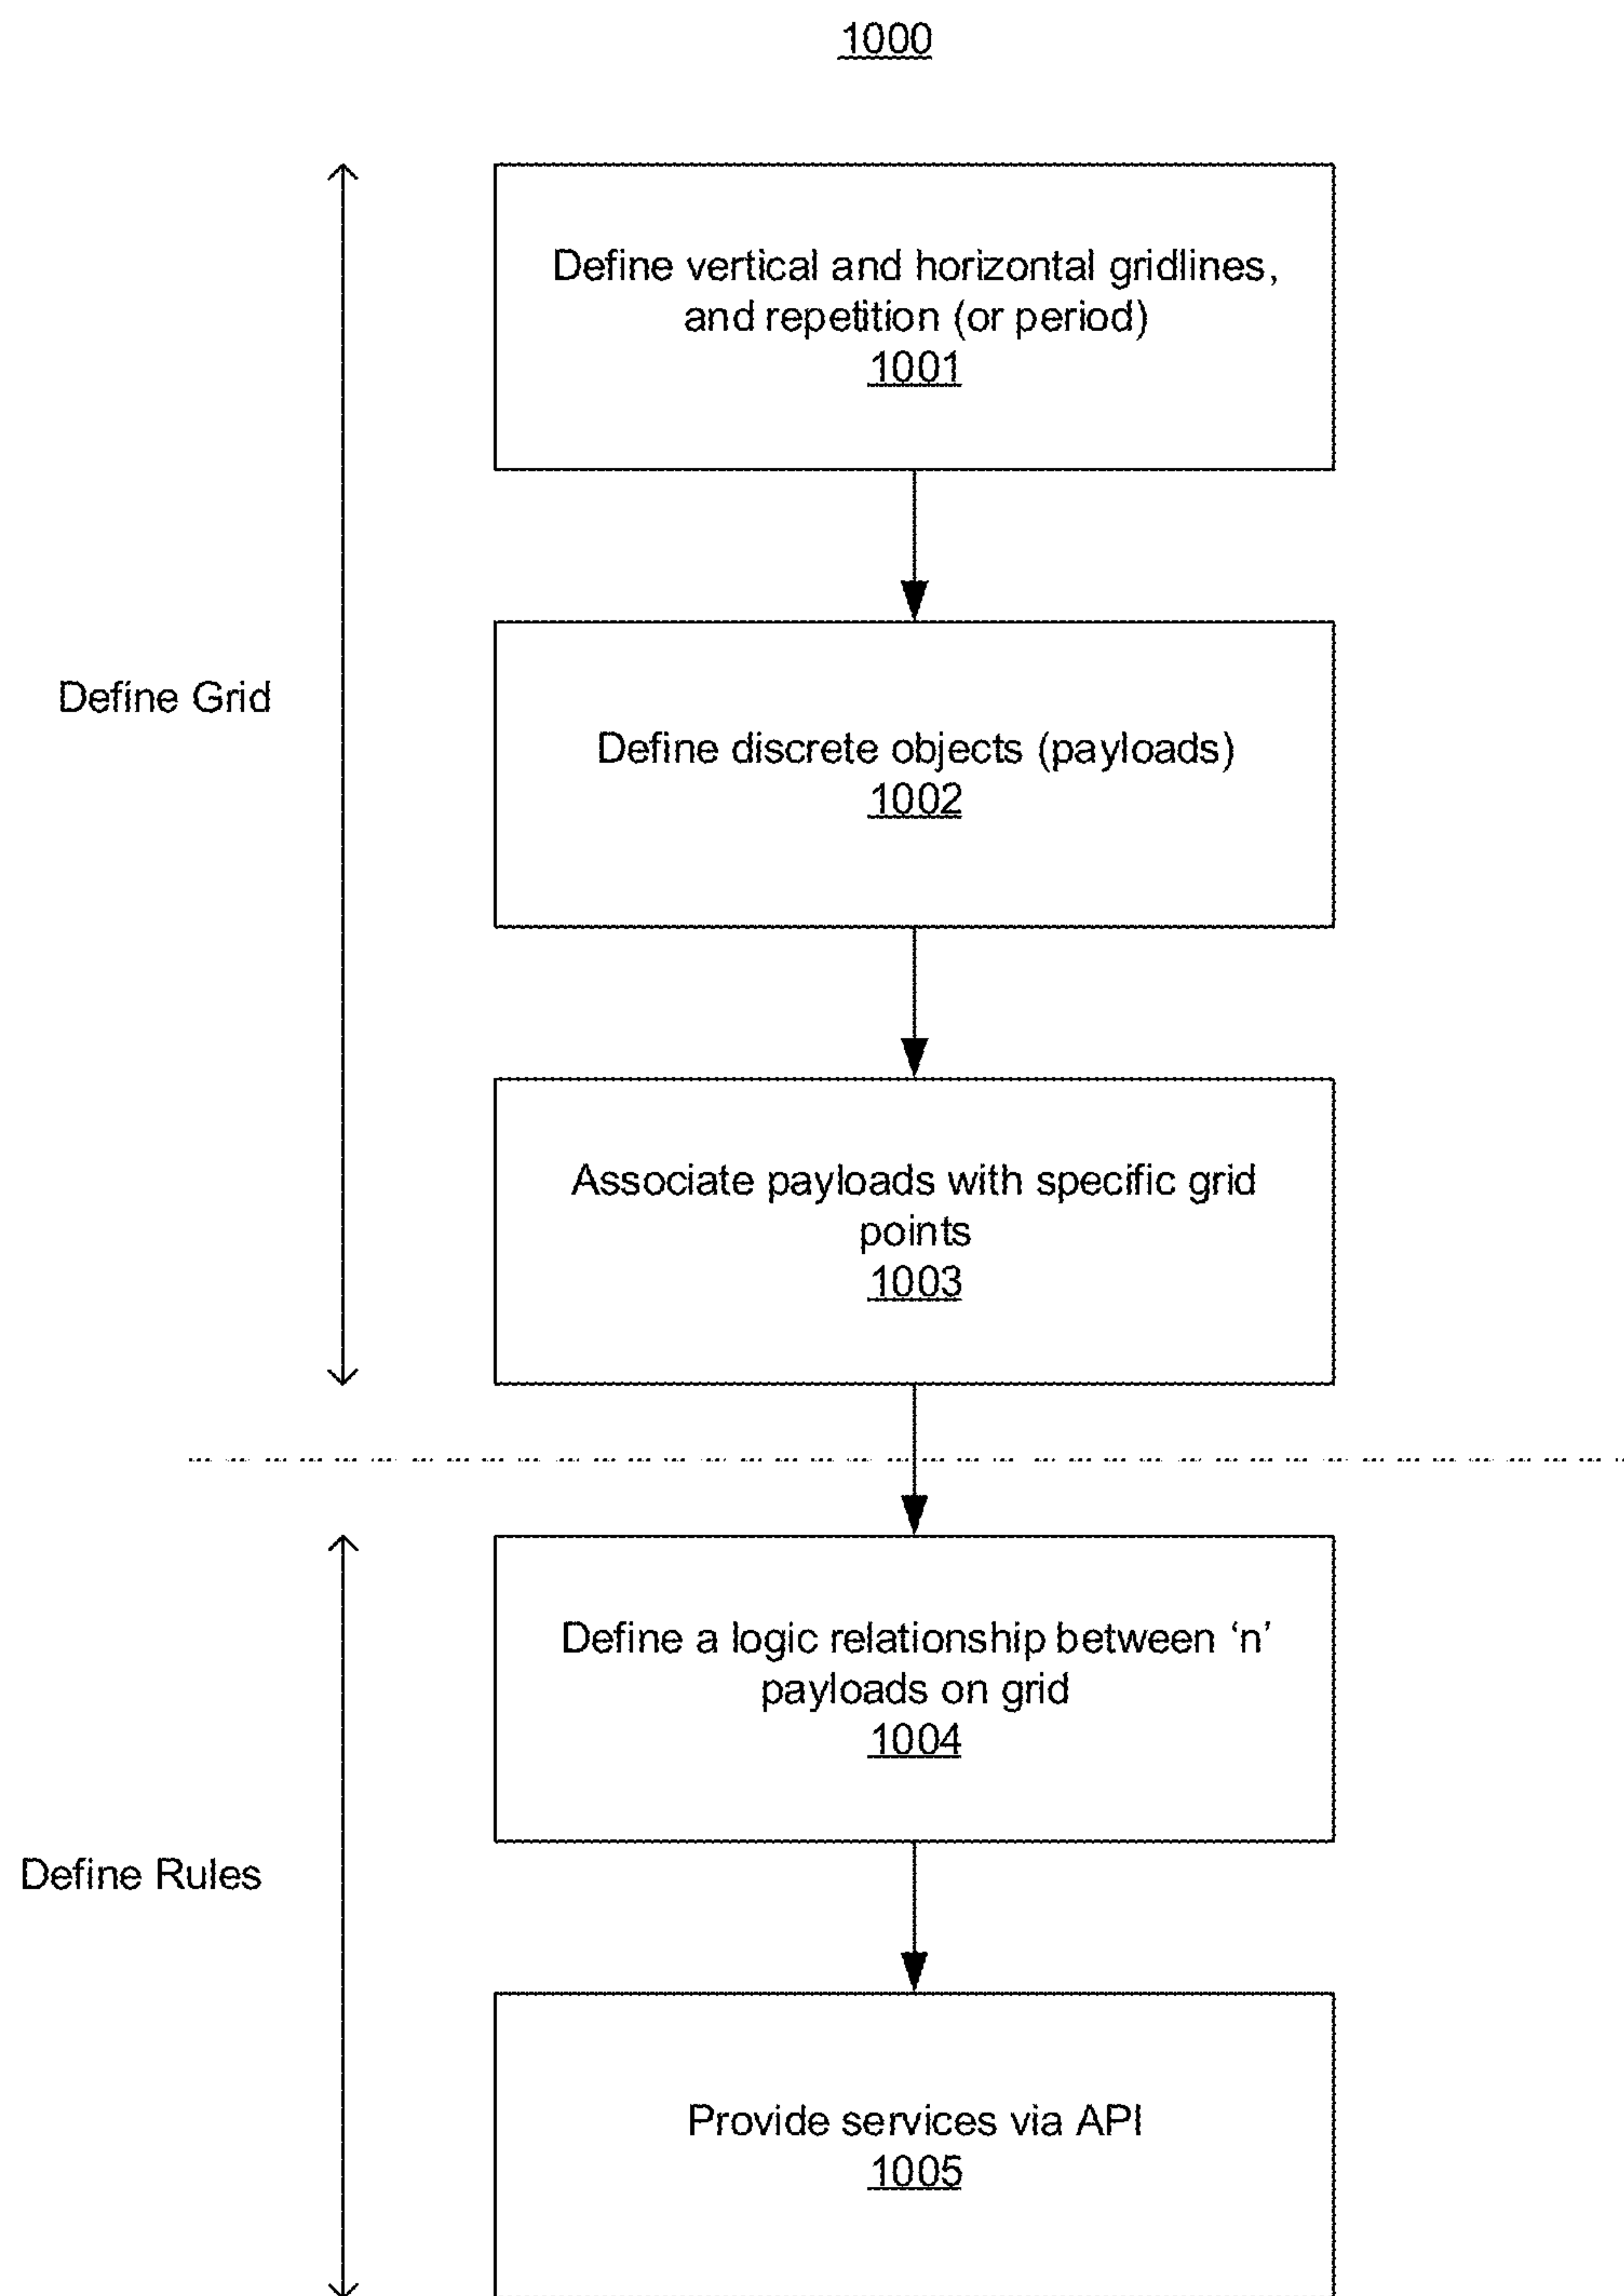 1000
Define vertical and horizontal gridlines,
and repetition (or period)
1001
Define Grid
Define discrete objects (payloads)
1002
Associate payloads with specific grid
points
1003
Define a logic relationship between ‘n’
payloads on grid
1004
Define Rules
Provide services via API
1005